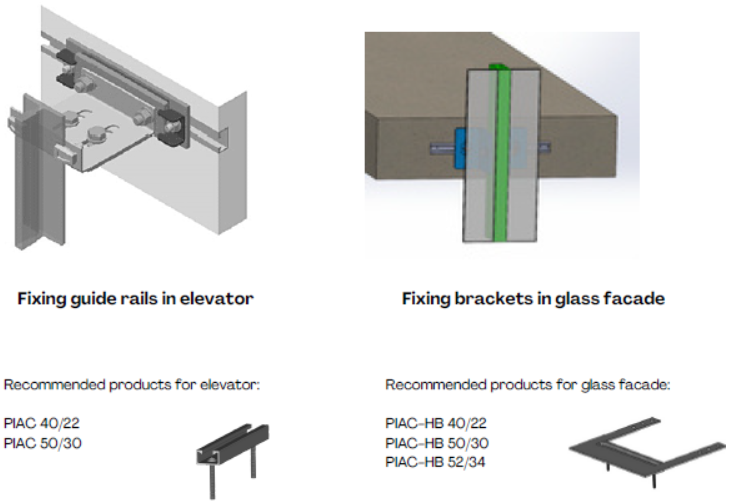 Fixing guide rails in elevator
Fixing brackets in glass facade
Recommended products for elevator:
PIAC 40/22
PIAC 50/30
Recommended products for glass facade:
PIAC-HB 40/22
PIAC-HB 50/30
PIAC-HB 52/34